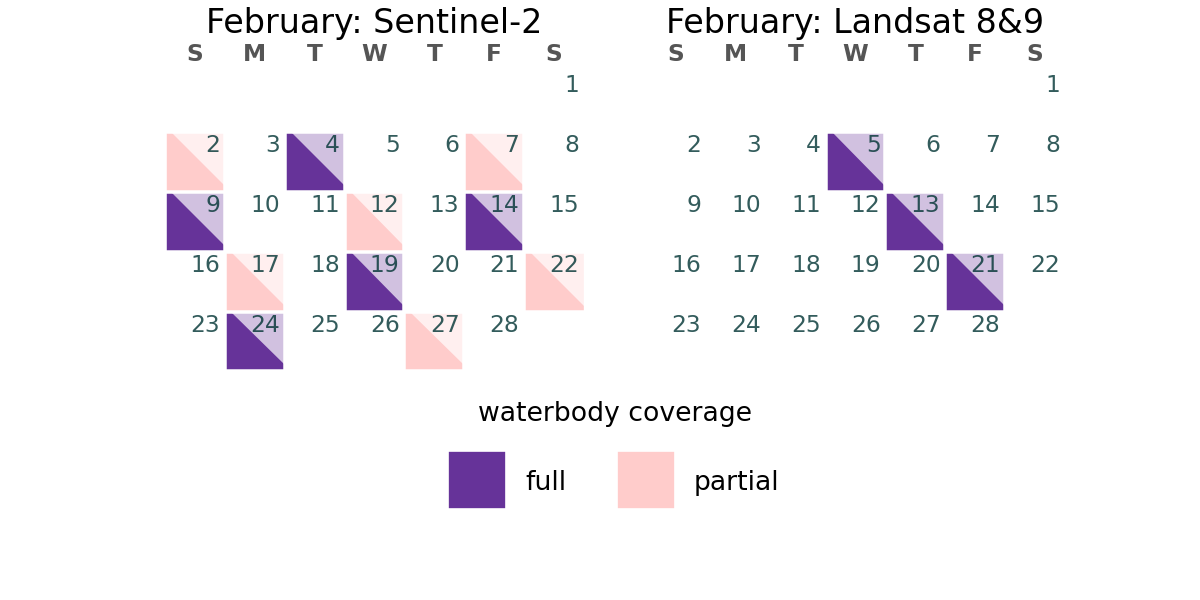 February: Sentinel-2
S M T W T F S
1
2 3 4 5 6 7 8
9 10 11 12 13 14 15
16 17 18 19 20 21 22
23 24 25 26 27 28
February: Landsat 8&9
S M T W T F S
1
2 3 4 5 6 7 8
9 10 11 12 13 14 15
16 17 18 19 20 21 22
23 24 25 26 27 28
waterbody coverage
full partial